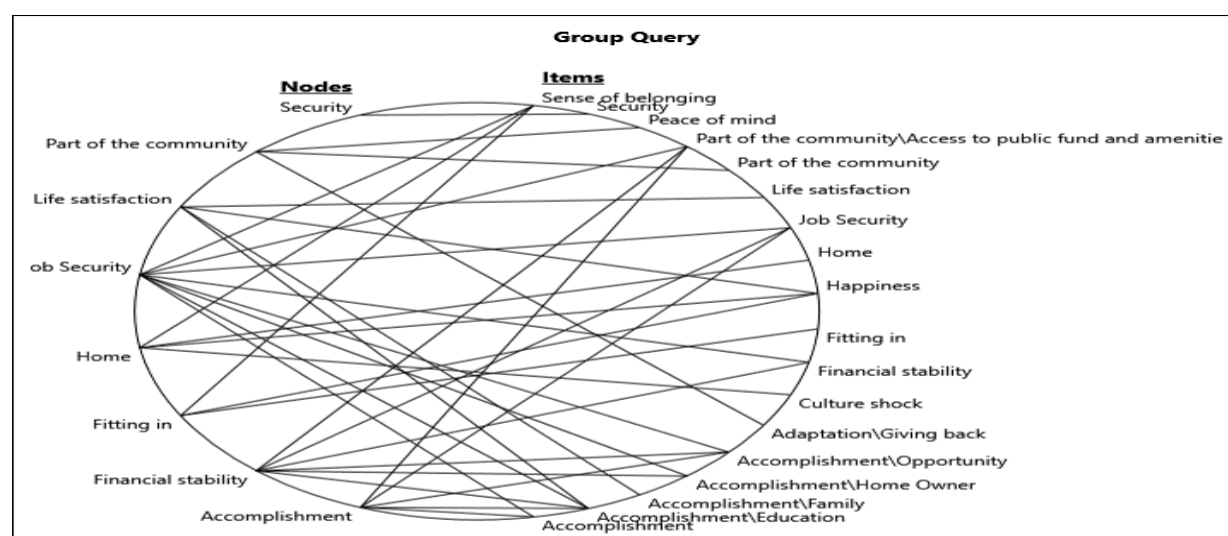 Group Query
Nodes
Items
Security
Part of the community
Life satisfaction
ob Security
Home
Fitting in
Financial stability
Accomplishment
Sense of belonging
Security
Peace of mind
Part of the community\Access to public fund and amenitie
Part of the community
Life satisfaction
Job Security
Home
Happiness
Fitting in
Financial stability
Culture shock
Adaptation\Giving back
Accomplishment\Opportunity
Accomplishment\Home Owner
Accomplishment\Family
Accomplishment\Education
Accomplishment